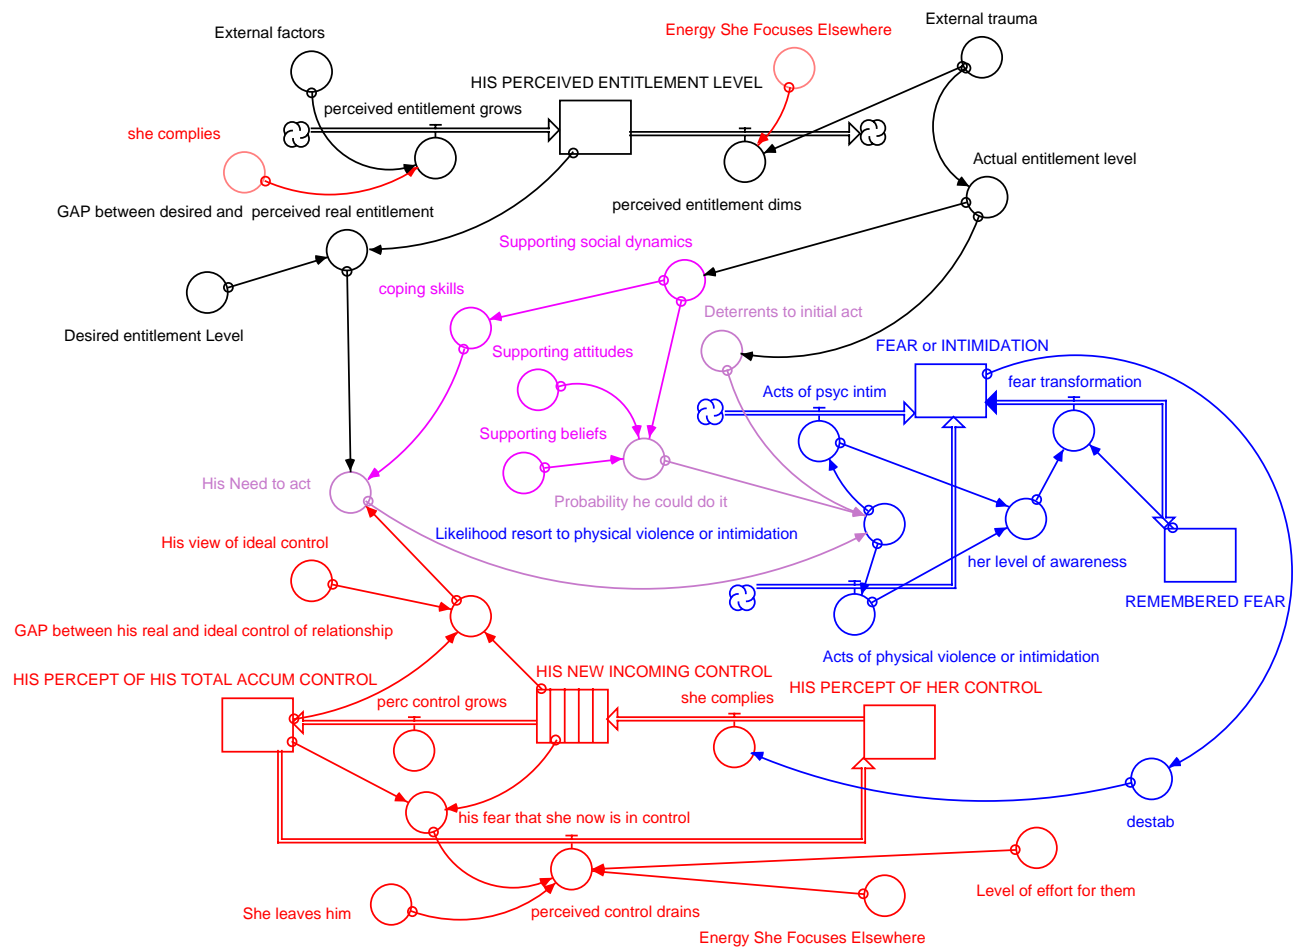 External trauma
External factors
Energy She Focuses Elsewhere
HIS PERCEIVED ENTITLEMENT LEVEL
perceived entitlement grows
she complies
Actual entitlement level
GAP between desired and  perceived real entitlement
perceived entitlement dims
Supporting social dynamics
coping skills
Deterrents to initial act
Desired entitlement Level
FEAR or INTIMIDATION
Supporting attitudes
fear transformation
Acts of psyc intim
Supporting beliefs
His Need to act
Probability he could do it
Likelihood resort to physical violence or intimidation
His view of ideal control
her level of awareness
REMEMBERED FEAR
GAP between his real and ideal control of relationship
Acts of physical violence or intimidation
HIS PERCEPT OF HIS TOTAL ACCUM CONTROL
HIS NEW INCOMING CONTROL
HIS PERCEPT OF HER CONTROL
perc control grows
she complies
his fear that she now is in control
destab
Level of effort for them
She leaves him
perceived control drains
Energy She Focuses Elsewhere